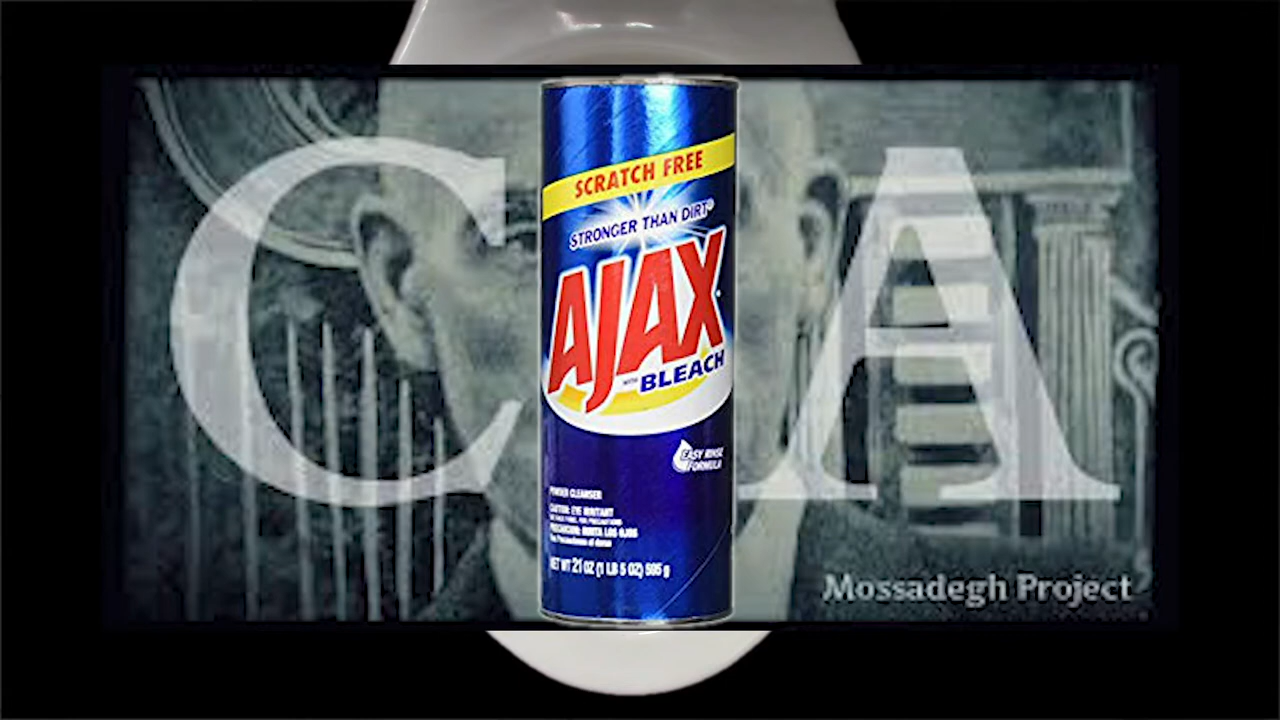 C A
SCRATCH FREE
STRONGER THAN DIRT®
AJAX
WITH BLEACH
EASY RINSE
FORMULA
POWDER CLEANSER
CAUTION: EYE IRRITANT
NET WT 21 OZ (1 LB 5 OZ) 595 g
Mossadegh Project